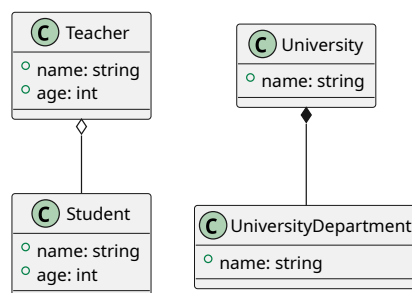 C Teacher
name: string
age: int
C University
name: string
C Student
name: string
age: int
C UniversityDepartment
name: string